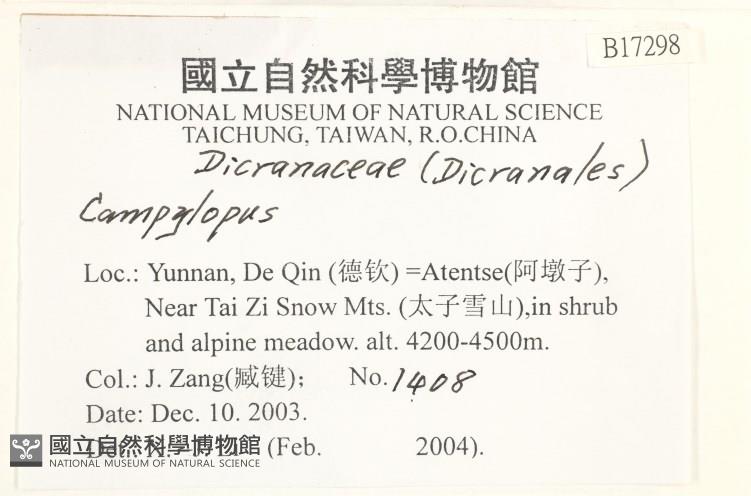 B17298
國立自然科學博物館
NATIONAL MUSEUM OF NATURAL SCIENCE
TAICHUNG, TAIWAN, R.O.CHINA
Dicranaceae (Dicranales)
Campylopus
Loc.: Yunnan, De Qin (德钦) =Atentse(阿墩子),
Near Tai Zi Snow Mts. (太子雪山),in shrub
and alpine meadow. alt. 4200-4500m.
Col.: J. Zang(臧键); No. 1408
Date: Dec. 10. 2003.
(Feb. 2004).
國立自然科學博物館
NATIONAL MUSEUM OF NATURAL SCIENCE